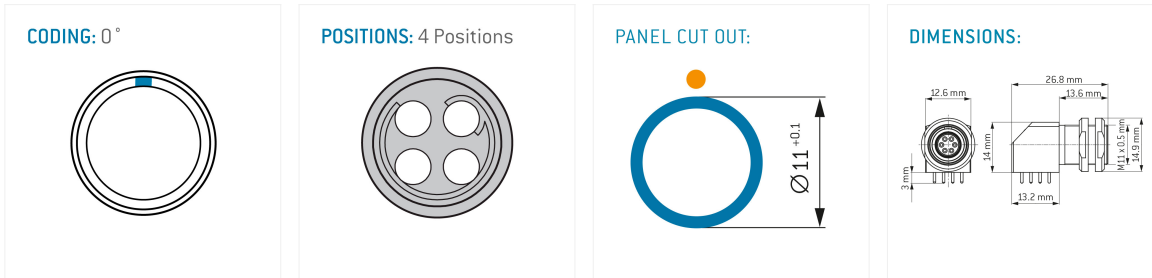 CODING: 0°
POSITIONS: 4 Positions
PANEL CUT OUT:
Ø11 +0.1
DIMENSIONS:
26.8 mm
12.6 mm
13.6 mm
14 mm
M11 x 0.5 mm
14.9 mm
3 mm
13.2 mm